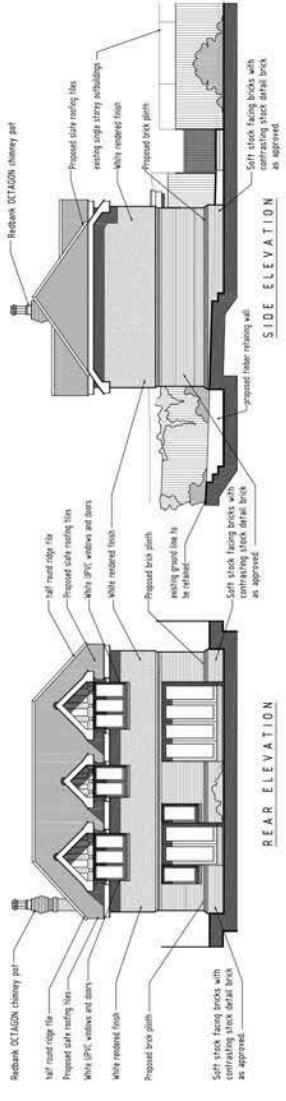 Redbank OCTAGON chimney pot
half round ridge tile
Proposed slate roofing tiles
White UPVC windows and doors
White rendered finish
Proposed brick plinth
Soft stock facing bricks with
contrasting stock detail brick
as approved.
half round ridge tile
Proposed slate roofing tiles
White UPVC windows and doors
White rendered finish
Proposed brick plinth
existing ground line to
be retained
Soft stock facing bricks with
contrasting stock detail brick
as approved.
REAR ELEVATION
Redbank OCTAGON chimney pot
Proposed slate roofing tiles
existing single storey outbuildings
White rendered finish
Proposed brick plinth
Soft stock facing bricks with
contrasting stock detail brick
as approved.
proposed timber retaining wall
SIDE ELEVATION